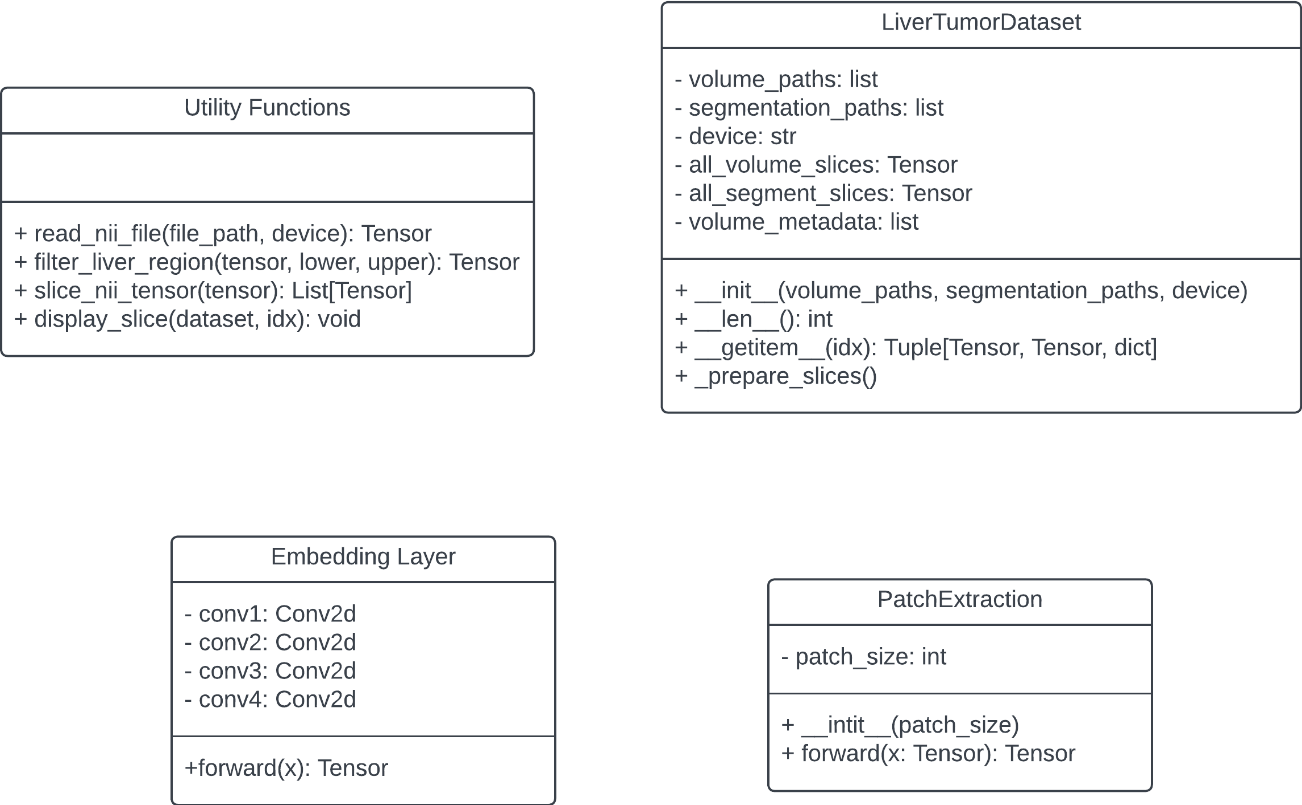 Utility Functions
+ read_nii_file(file_path, device): Tensor
+ filter_liver_region(tensor, lower, upper): Tensor
+ slice_nii_tensor(tensor): List[Tensor]
+ display_slice(dataset, idx): void
LiverTumorDataset
- volume_paths: list
- segmentation_paths: list
- device: str
- all_volume_slices: Tensor
- all_segment_slices: Tensor
- volume_metadata: list
+ __init__(volume_paths, segmentation_paths, device)
+ __len__(): int
+ __getitem__(idx): Tuple[Tensor, Tensor, dict]
+ _prepare_slices()
Embedding Layer
- conv1: Conv2d
- conv2: Conv2d
- conv3: Conv2d
- conv4: Conv2d
+forward(x): Tensor
PatchExtraction
- patch_size: int
+ __intit__(patch_size)
+ forward(x: Tensor): Tensor